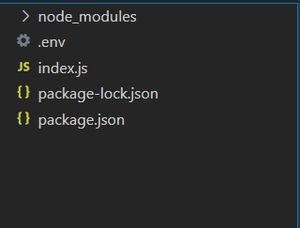 node_modules
.env
JS index.js
{} package-lock.json
{} package.json